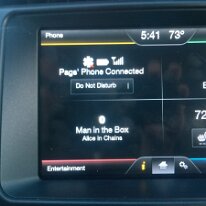 Phone 5:41 73°
Page' Phone Connected
Do Not Disturb
Man in the Box
Alice in Chains
72
Entertainment